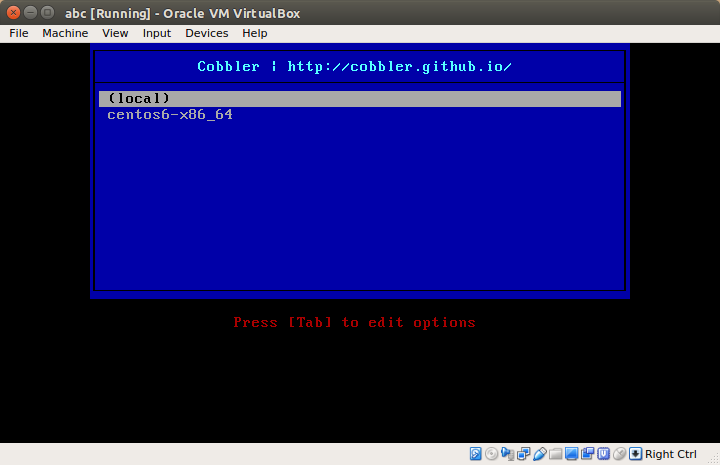 abc [Running] - Oracle VM VirtualBox
File Machine View Input Devices Help
Cobbler | http://cobbler.github.io/
(local)
centos6-x86_64
Press [Tab] to edit options
Right Ctrl